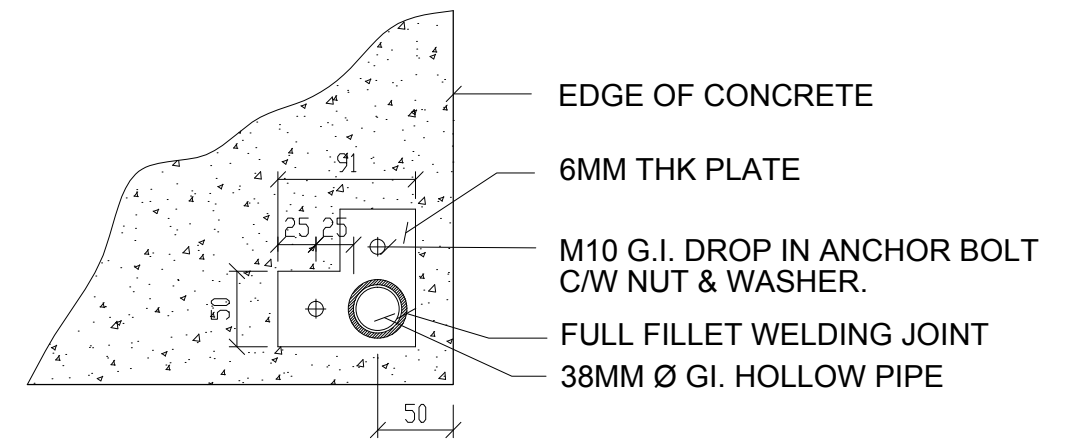 EDGE OF CONCRETE
91
6MM THK PLATE
25 25
M10 G.I. DROP IN ANCHOR BOLT
C/W NUT & WASHER.
50
FULL FILLET WELDING JOINT
38MM Ø GI. HOLLOW PIPE
50